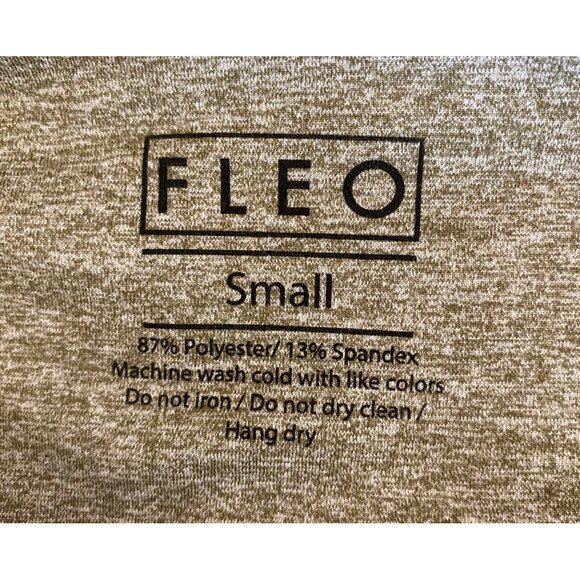 FLEO
Small
87% Polyester/ 13% Spandex
Machine wash cold with like colors
Do not iron / Do not dry clean /
Hang dry